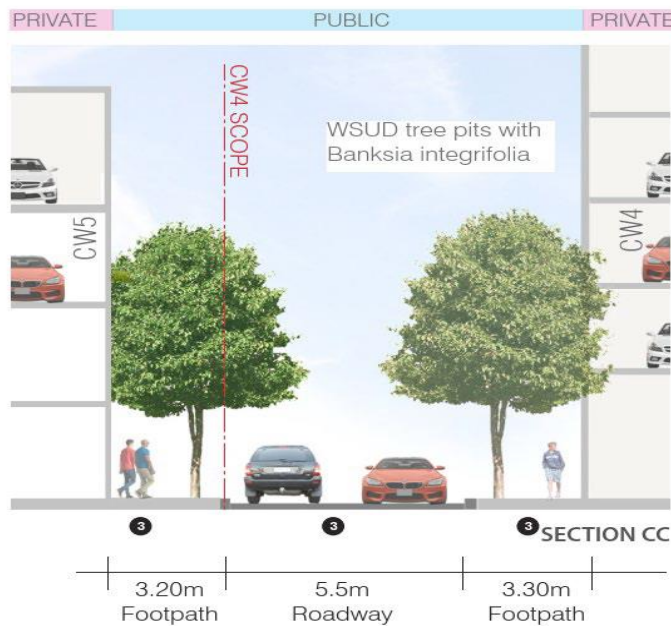 PRIVATE PUBLIC PRIVATE
CW4 SCOPE
WSUD tree pits with
Banksia integrifolia
CW5
CW4
3 3 3
SECTION CC
3.20m 5.5m 3.30m
Footpath Roadway Footpath